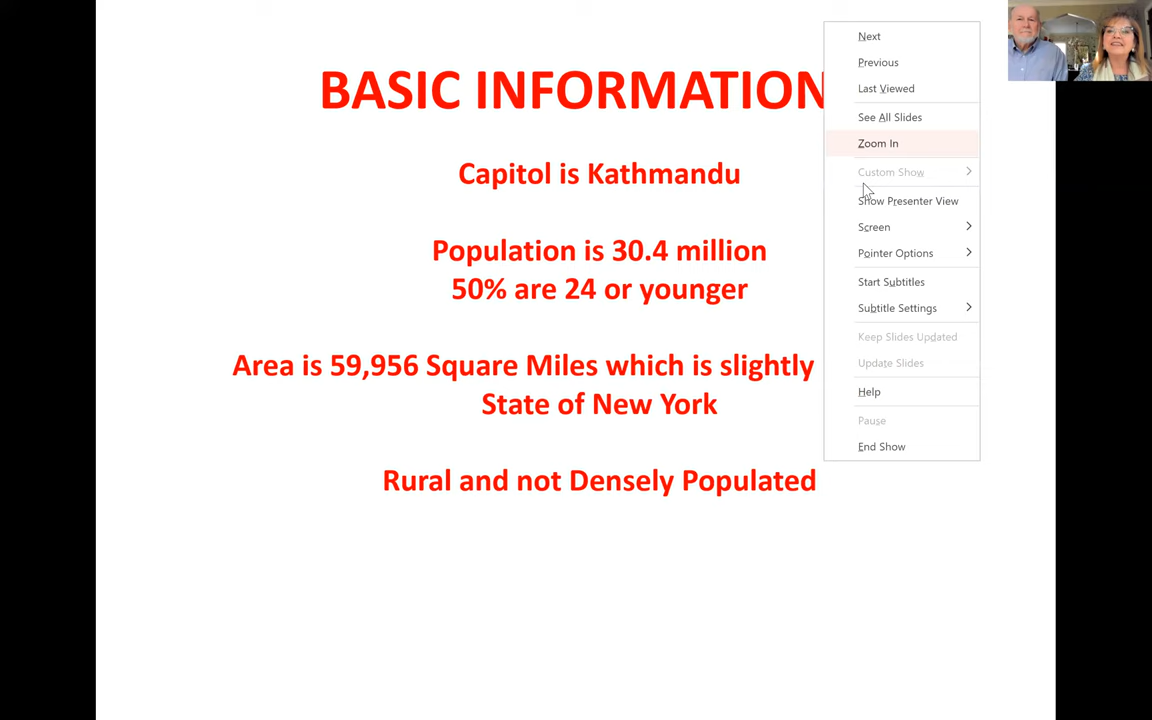 BASIC INFORMATION
Capitol is Kathmandu
Population is 30.4 million
50% are 24 or younger
Area is 59,956 Square Miles which is slightly
State of New York
Rural and not Densely Populated
Next
Previous
Last Viewed
See All Slides
Zoom In
Custom Show
Show Presenter View
Screen
Pointer Options
Start Subtitles
Subtitle Settings
Keep Slides Updated
Update Slides
Help
Pause
End Show